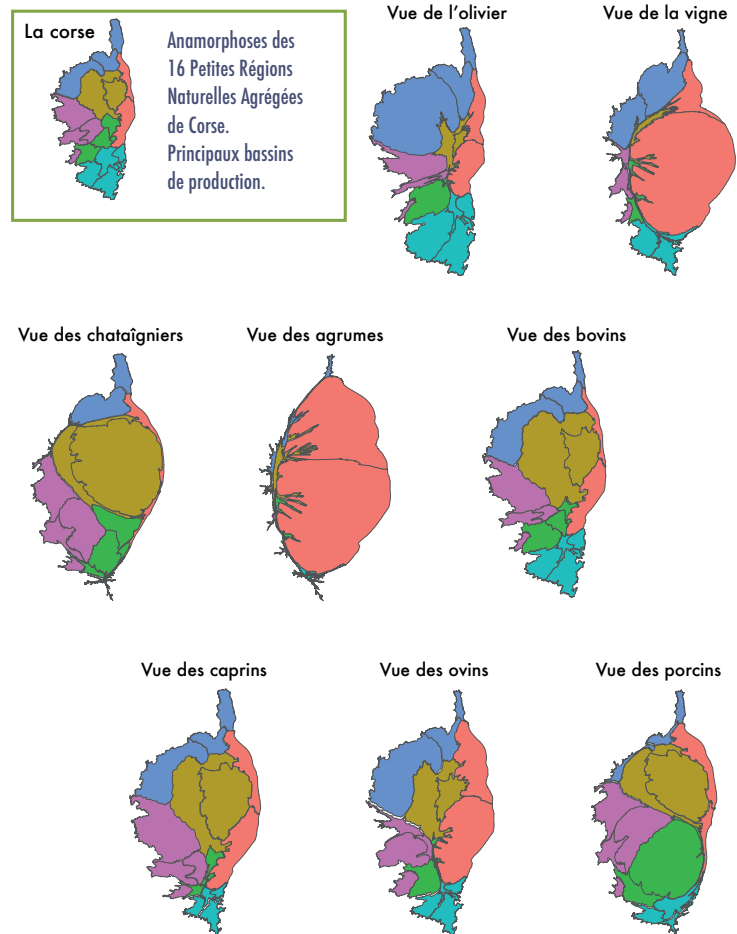 La corse
Anamorphoses des
16 Petites Régions
Naturelles Agrégées
de Corse.
Principaux bassins
de production.
Vue de l'olivier
Vue de la vigne
Vue des chataîgniers
Vue des agrumes
Vue des bovins
Vue des caprins
Vue des ovins
Vue des porcins